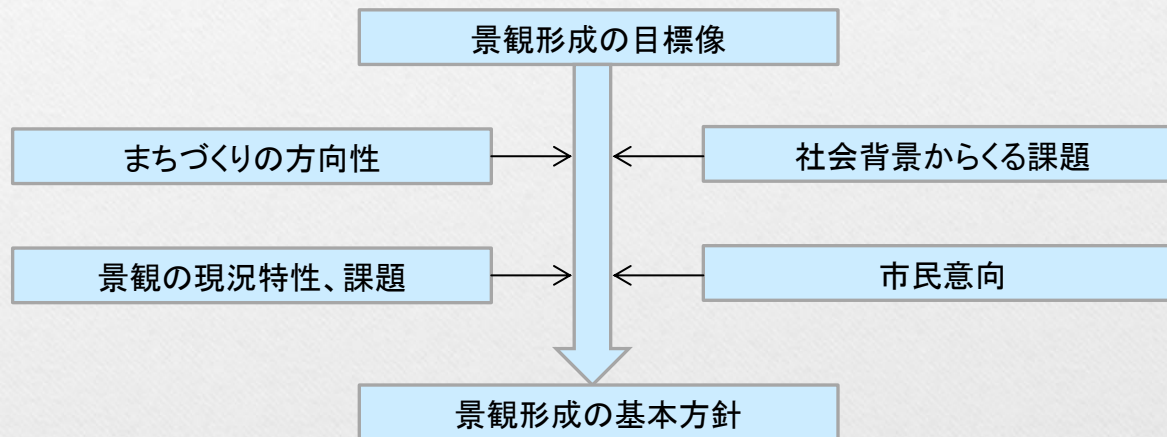 景観形成の目標像
まちづくりの方向性
社会背景からくる課題
景観の現況特性、課題
市民意向
景観形成の基本方針